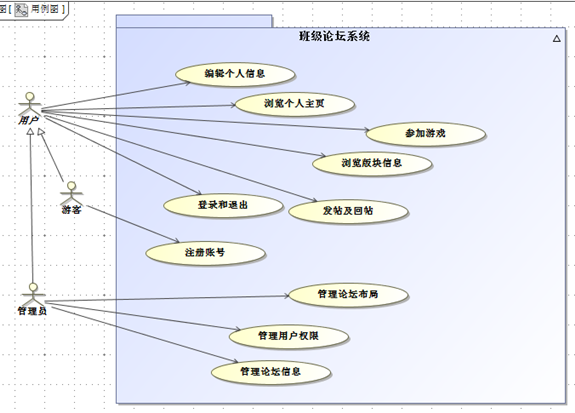 图 [ 用例图 ]
班级论坛系统
编辑个人信息
浏览个人主页
用户
参加游戏
浏览版块信息
游客
登录和退出
发帖及回帖
注册账号
管理员
管理论坛布局
管理用户权限
管理论坛信息